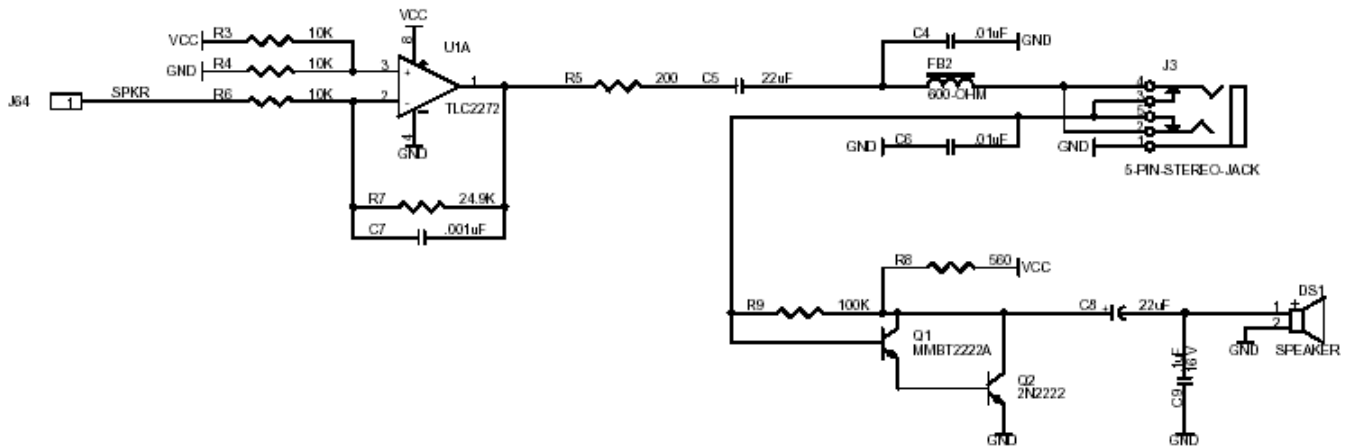 VCC
VCC R3 10K
U1A
8
GND R4 10K 3 + 1
J64 1 SPKR R6 10K 2 -
TLC2272
4
GND
R7 24.9K
C7 .001uF
R5 200 C5 22uF
C4 .01uF GND
FB2
600-OHM
GND C6 .01uF
J3
4
3
5
2
GND 1
5-PIN-STEREO-JACK
R8 560 VCC
R9 100K
Q1
MMBT2222A
Q2
2N2222
GND
C8 + 22uF
C9 .1uF
16V
GND
DS1
1 +
2
GND SPEAKER